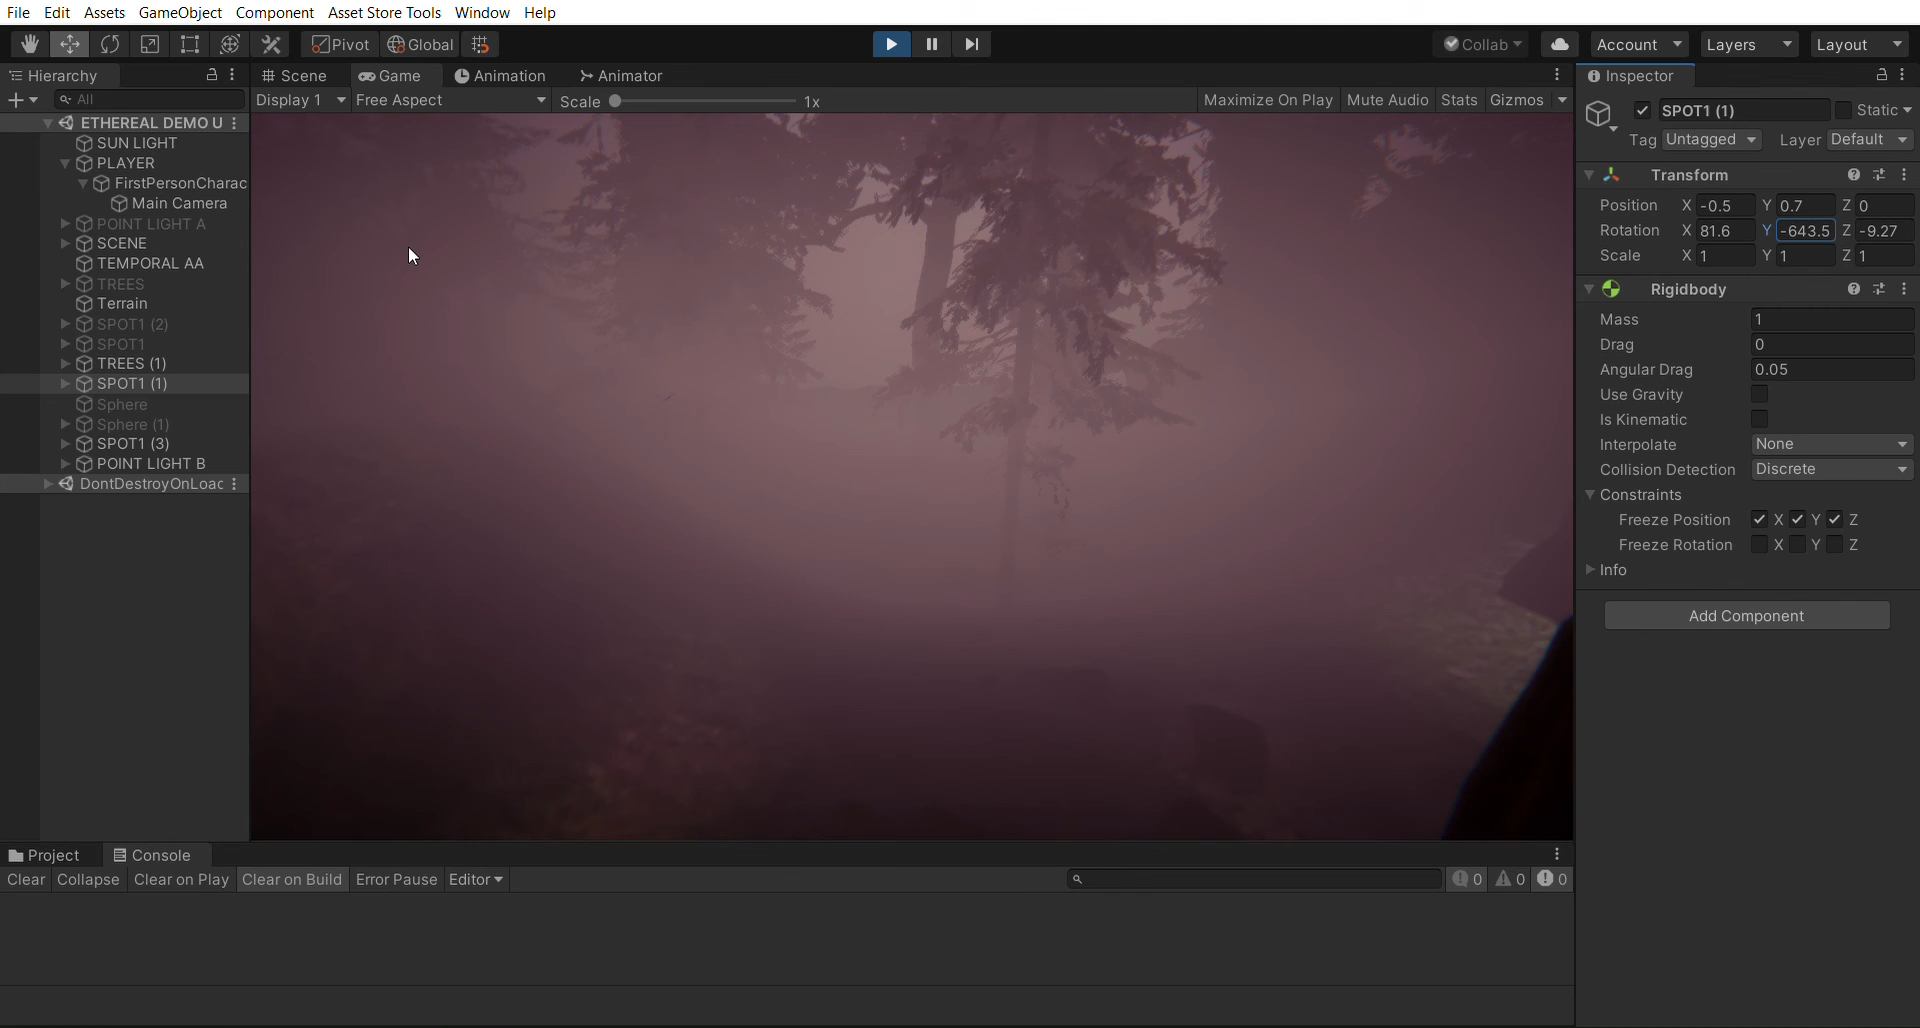 File Edit Assets GameObject Component Asset Store Tools Window Help
Pivot Global Collab Account Layers Layout
Hierarchy Scene Game Animation Animator Inspector
All Display 1 Free Aspect Scale 1x Maximize On Play Mute Audio Stats Gizmos
ETHEREAL DEMO U
SUN LIGHT
PLAYER
FirstPersonCharac
Main Camera
POINT LIGHT A
SCENE
TEMPORAL AA
TREES
Terrain
SPOT1 (2)
SPOT1
TREES (1)
SPOT1 (1)
Sphere
Sphere (1)
SPOT1 (3)
POINT LIGHT B
DontDestroyOnLoac
SPOT1 (1) Static
Tag Untagged Layer Default
Transform
Position X -0.5 Y 0.7 Z 0
Rotation X 81.6 Y -643.5 Z -9.27
Scale X 1 Y 1 Z 1
Rigidbody
Mass 1
Drag 0
Angular Drag 0.05
Use Gravity
Is Kinematic
Interpolate None
Collision Detection Discrete
Constraints
Freeze Position X Y Z
Freeze Rotation X Y Z
Info
Add Component
Project Console
Clear Collapse Clear on Play Clear on Build Error Pause Editor 0 0 0